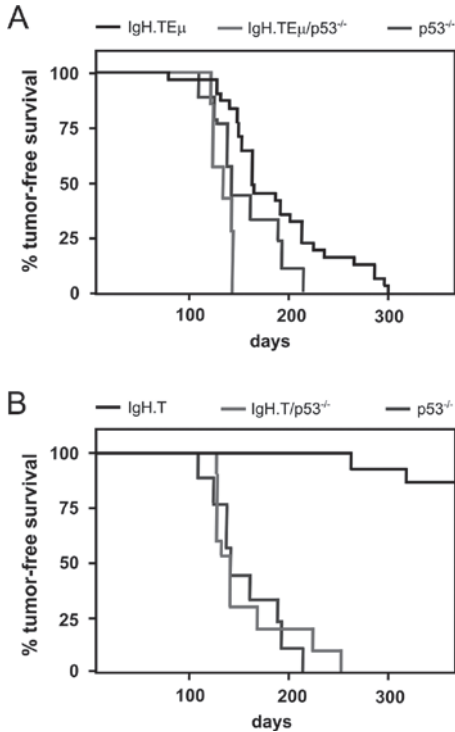 A
IgH.TEµ IgH.TEµ/p53-/- p53-/-
% tumor-free survival
100
75
50
25
0
100 200 300
days
B
IgH.T IgH.T/p53-/- p53-/-
% tumor-free survival
100
75
50
25
0
100 200 300
days